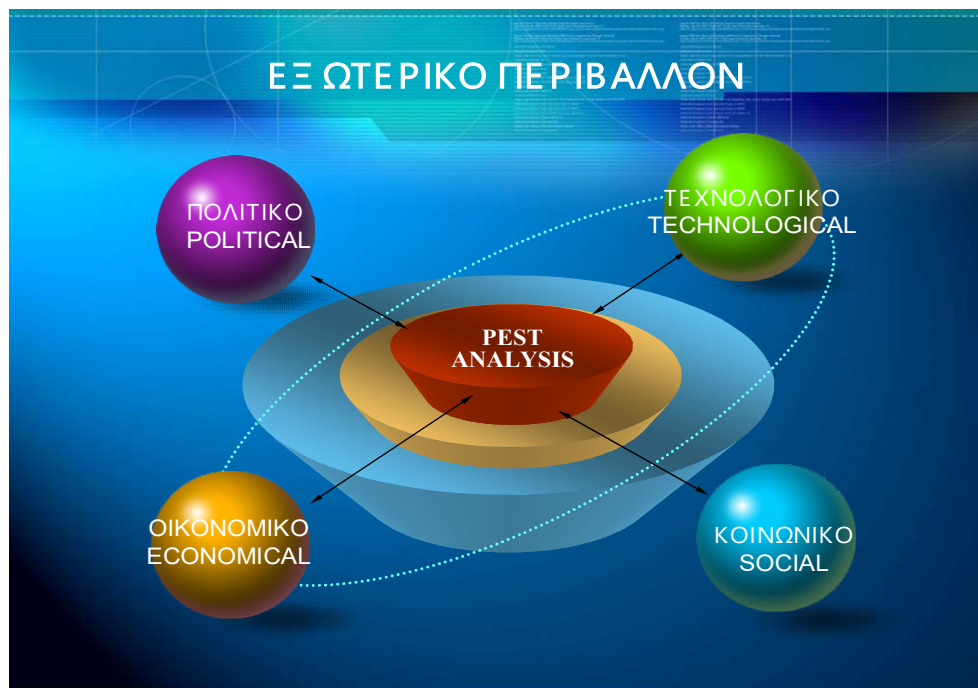 ΕΞΩΤΕΡΙΚΟ ΠΕΡΙΒΑΛΛΟΝ
ΠΟΛΙΤΙΚΟ
POLITICAL
ΤΕΧΝΟΛΟΓΙΚΟ
TECHNOLOGICAL
PEST
ANALYSIS
ΟΙΚΟΝΟΜΙΚΟ
ECONOMICAL
ΚΟΙΝΩΝΙΚΟ
SOCIAL